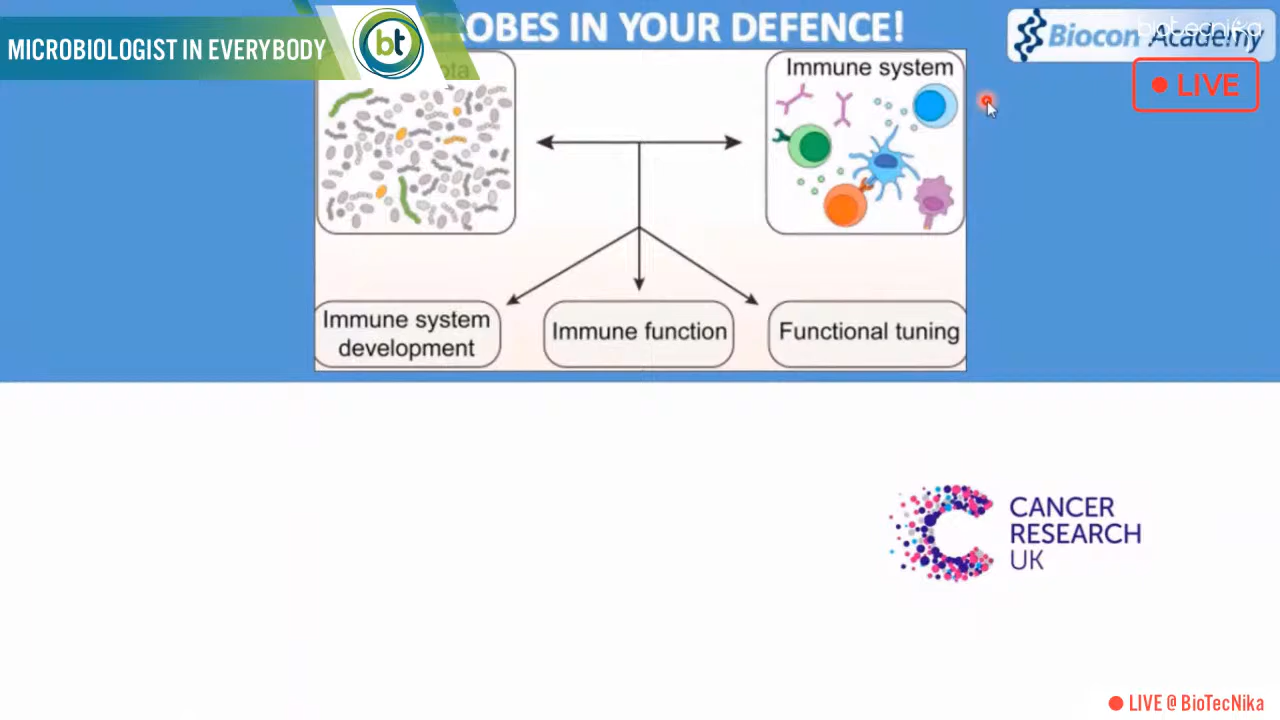 MICROBIOLOGIST IN EVERYBODY
bt
ROBES IN YOUR DEFENCE!
Biocon Academy
biotecnika
LIVE
Immune system
Immune system
development
Immune function
Functional tuning
CANCER
RESEARCH
UK
LIVE @ BioTecNika